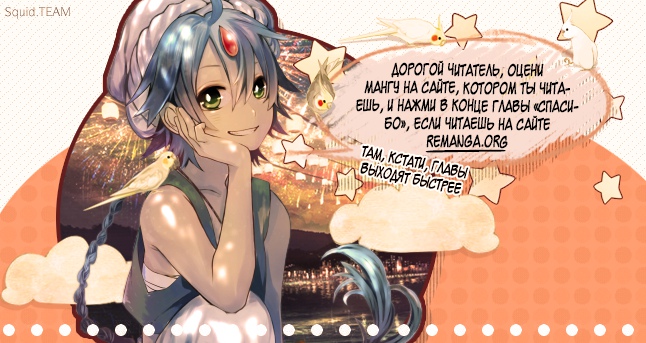 Squid.TEAM
ДОРОГОЙ ЧИТАТЕЛЬ, ОЦЕНИ
МАНГУ НА САЙТЕ, КОТОРОМ ТЫ ЧИТА-
ЕШЬ, И НАЖМИ В КОНЦЕ ГЛАВЫ «СПАСИ-
БО», ЕСЛИ ЧИТАЕШЬ НА САЙТЕ
REMANGA.ORG
ТАМ, КСТАТИ, ГЛАВЫ
ВЫХОДЯТ БЫСТРЕЕ